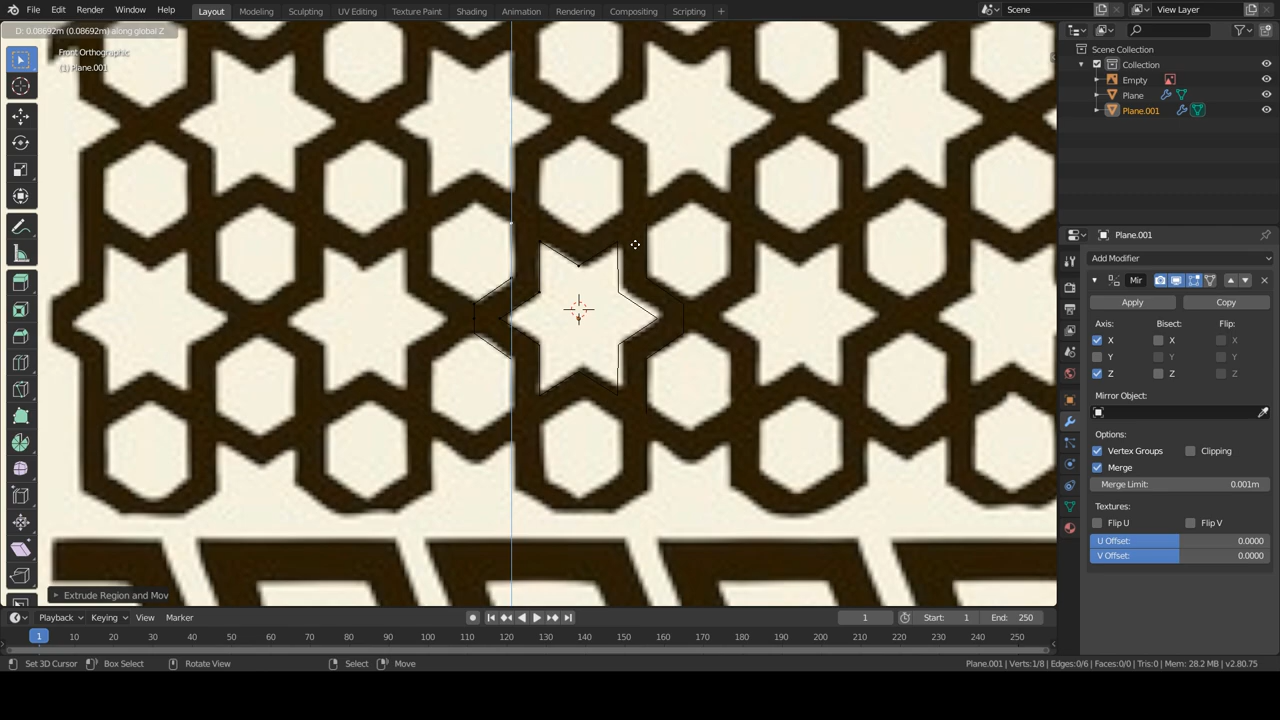 File Edit Render Window Help
Layout Modeling Sculpting UV Editing Texture Paint Shading Animation Rendering Compositing Scripting +
Scene
View Layer
D: 0.08692m (0.08692m) along global Z
Front Orthographic
(1) Plane.001
Scene Collection
Collection
Empty
Plane
Plane.001
Plane.001
Add Modifier
Mir
Apply Copy
Axis: Bisect: Flip:
X X X
Y Y Y
Z Z Z
Mirror Object:
Options:
Vertex Groups Clipping
Merge
Merge Limit: 0.001m
Textures:
Flip U Flip V
U Offset: 0.0000
V Offset: 0.0000
Extrude Region and Mov
Playback Keying View Marker
1 Start: 1 End: 250
1 10 20 30 40 50 60 70 80 90 100 110 120 130 140 150 160 170 180 190 200 210 220 230 240 250
Set 3D Cursor Box Select Rotate View Select Move
Plane.001 | Verts:1/8 | Edges:0/6 | Faces:0/0 | Tris:0 | Mem: 28.2 MB | v2.80.75